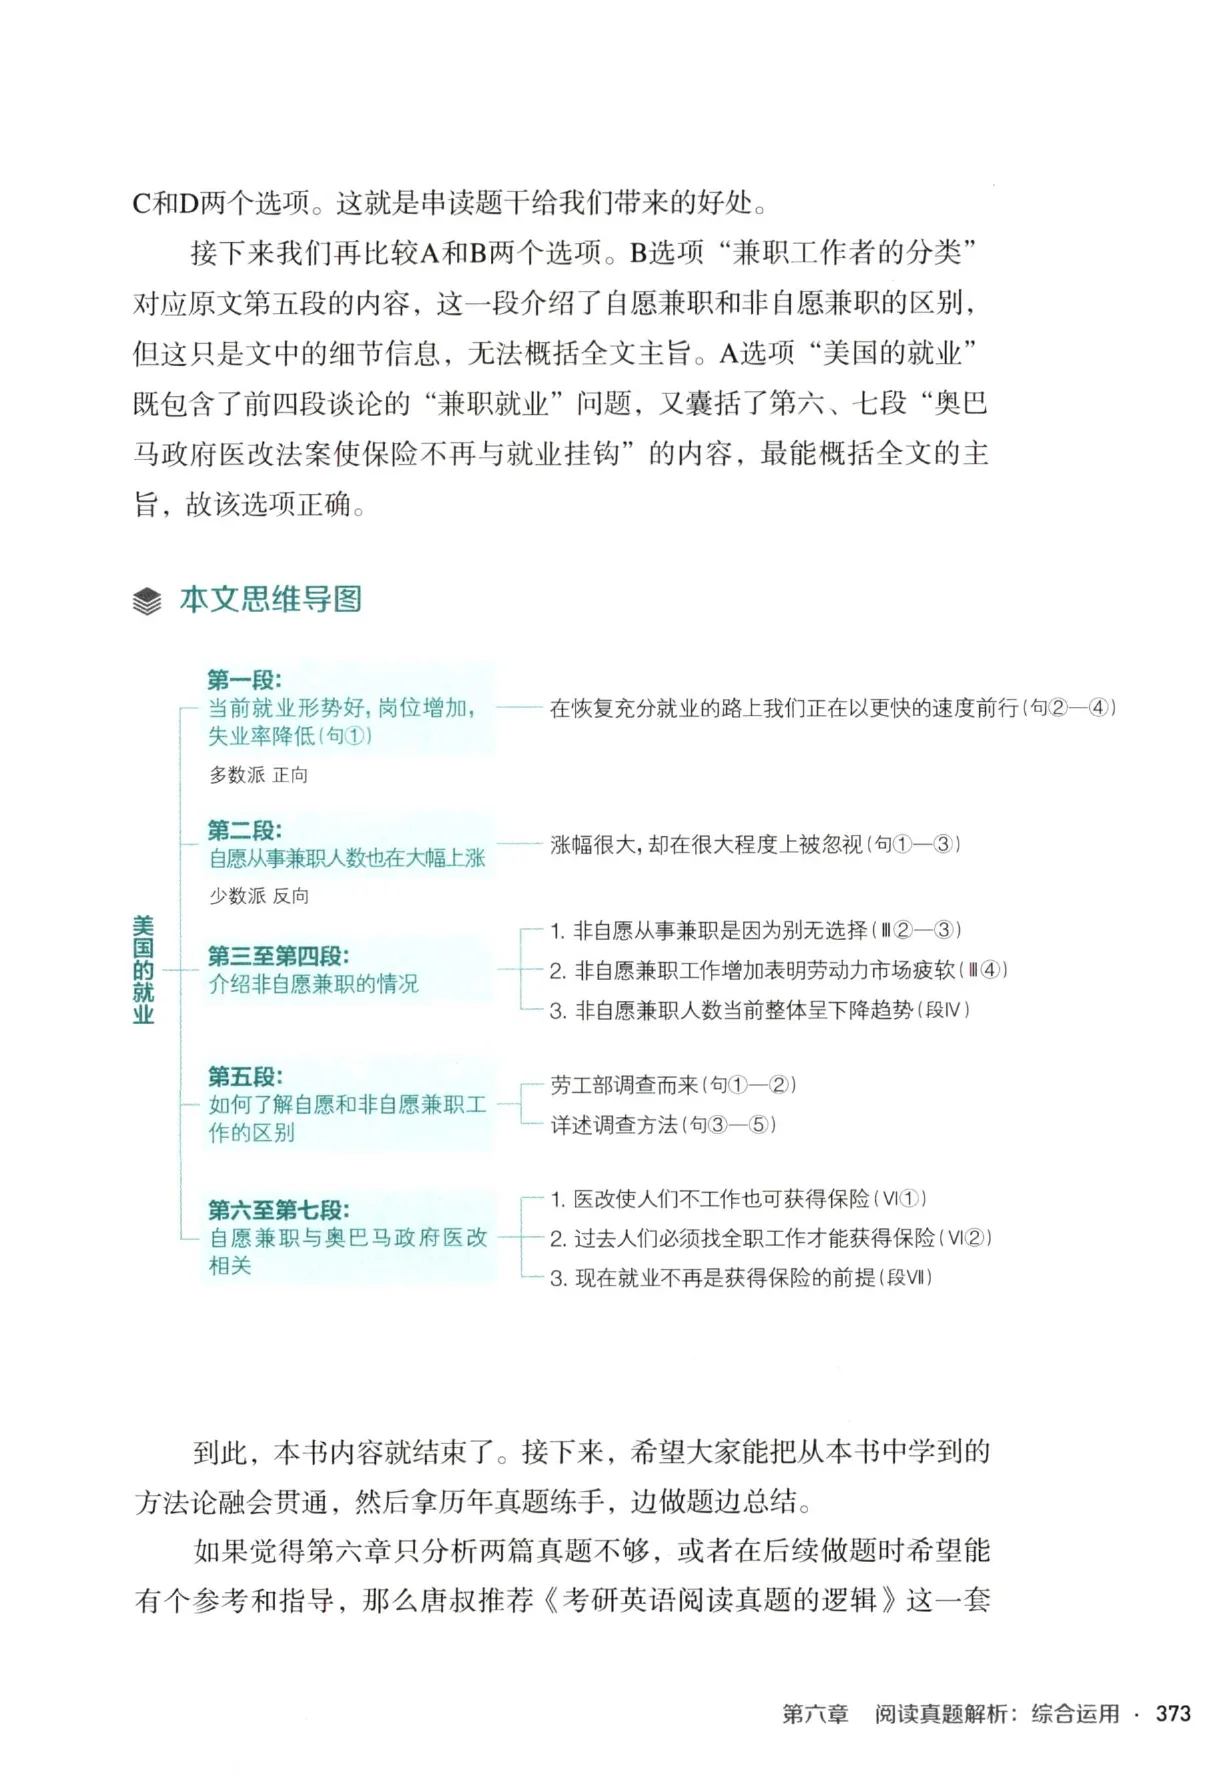 C和D两个选项。这就是串读题干给我们带来的好处。
接下来我们再比较A和B两个选项。B选项“兼职工作者的分类”
对应原文第五段的内容，这一段介绍了自愿兼职和非自愿兼职的区别，
但这只是文中的细节信息，无法概括全文主旨。A选项“美国的就业”
既包含了前四段谈论的“兼职就业”问题，又囊括了第六、七段“奥巴
马政府医改法案使保险不再与就业挂钩”的内容，最能概括全文的主
旨，故该选项正确。
本文思维导图
美国的就业
第一段：
当前就业形势好，岗位增加，
失业率降低（句①）
多数派 正向
在恢复充分就业的路上我们正在以更快的速度前行（句②—④）
第二段：
自愿从事兼职人数也在大幅上涨
少数派 反向
涨幅很大，却在很大程度上被忽视（句①—③）
第三至第四段：
介绍非自愿兼职的情况
1. 非自愿从事兼职是因为别无选择（Ⅲ②—③）
2. 非自愿兼职工作增加表明劳动力市场疲软（Ⅲ④）
3. 非自愿兼职人数当前整体呈下降趋势（段Ⅳ）
第五段：
如何了解自愿和非自愿兼职工
作的区别
劳工部调查而来（句①—②）
详述调查方法（句③—⑤）
第六至第七段：
自愿兼职与奥巴马政府医改
相关
1. 医改使人们不工作也可获得保险（Ⅵ①）
2. 过去人们必须找全职工作才能获得保险（Ⅵ②）
3. 现在就业不再是获得保险的前提（段Ⅶ）
到此，本书内容就结束了。接下来，希望大家能把从本书中学到的
方法论融会贯通，然后拿历年真题练手，边做题边总结。
如果觉得第六章只分析两篇真题不够，或者在后续做题时希望能
有个参考和指导，那么唐叔推荐《考研英语阅读真题的逻辑》这一套
第六章 阅读真题解析：综合运用 · 373